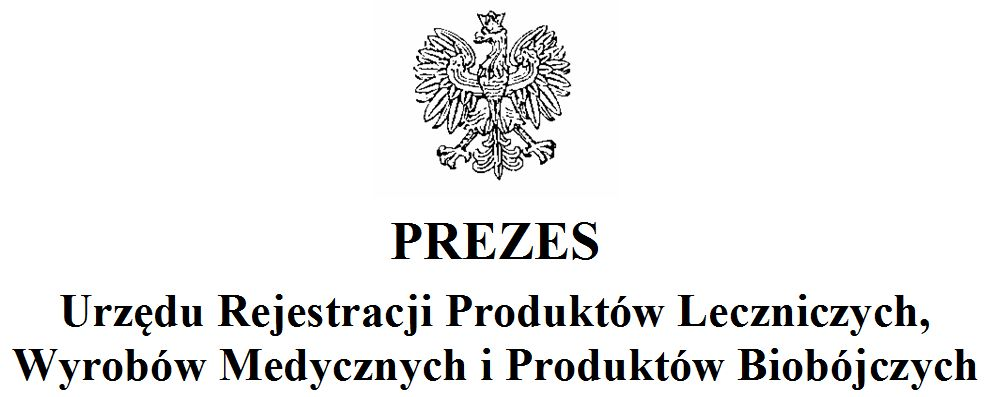 PREZES
Urzędu Rejestracji Produktów Leczniczych,
Wyrobów Medycznych i Produktów Biobójczych